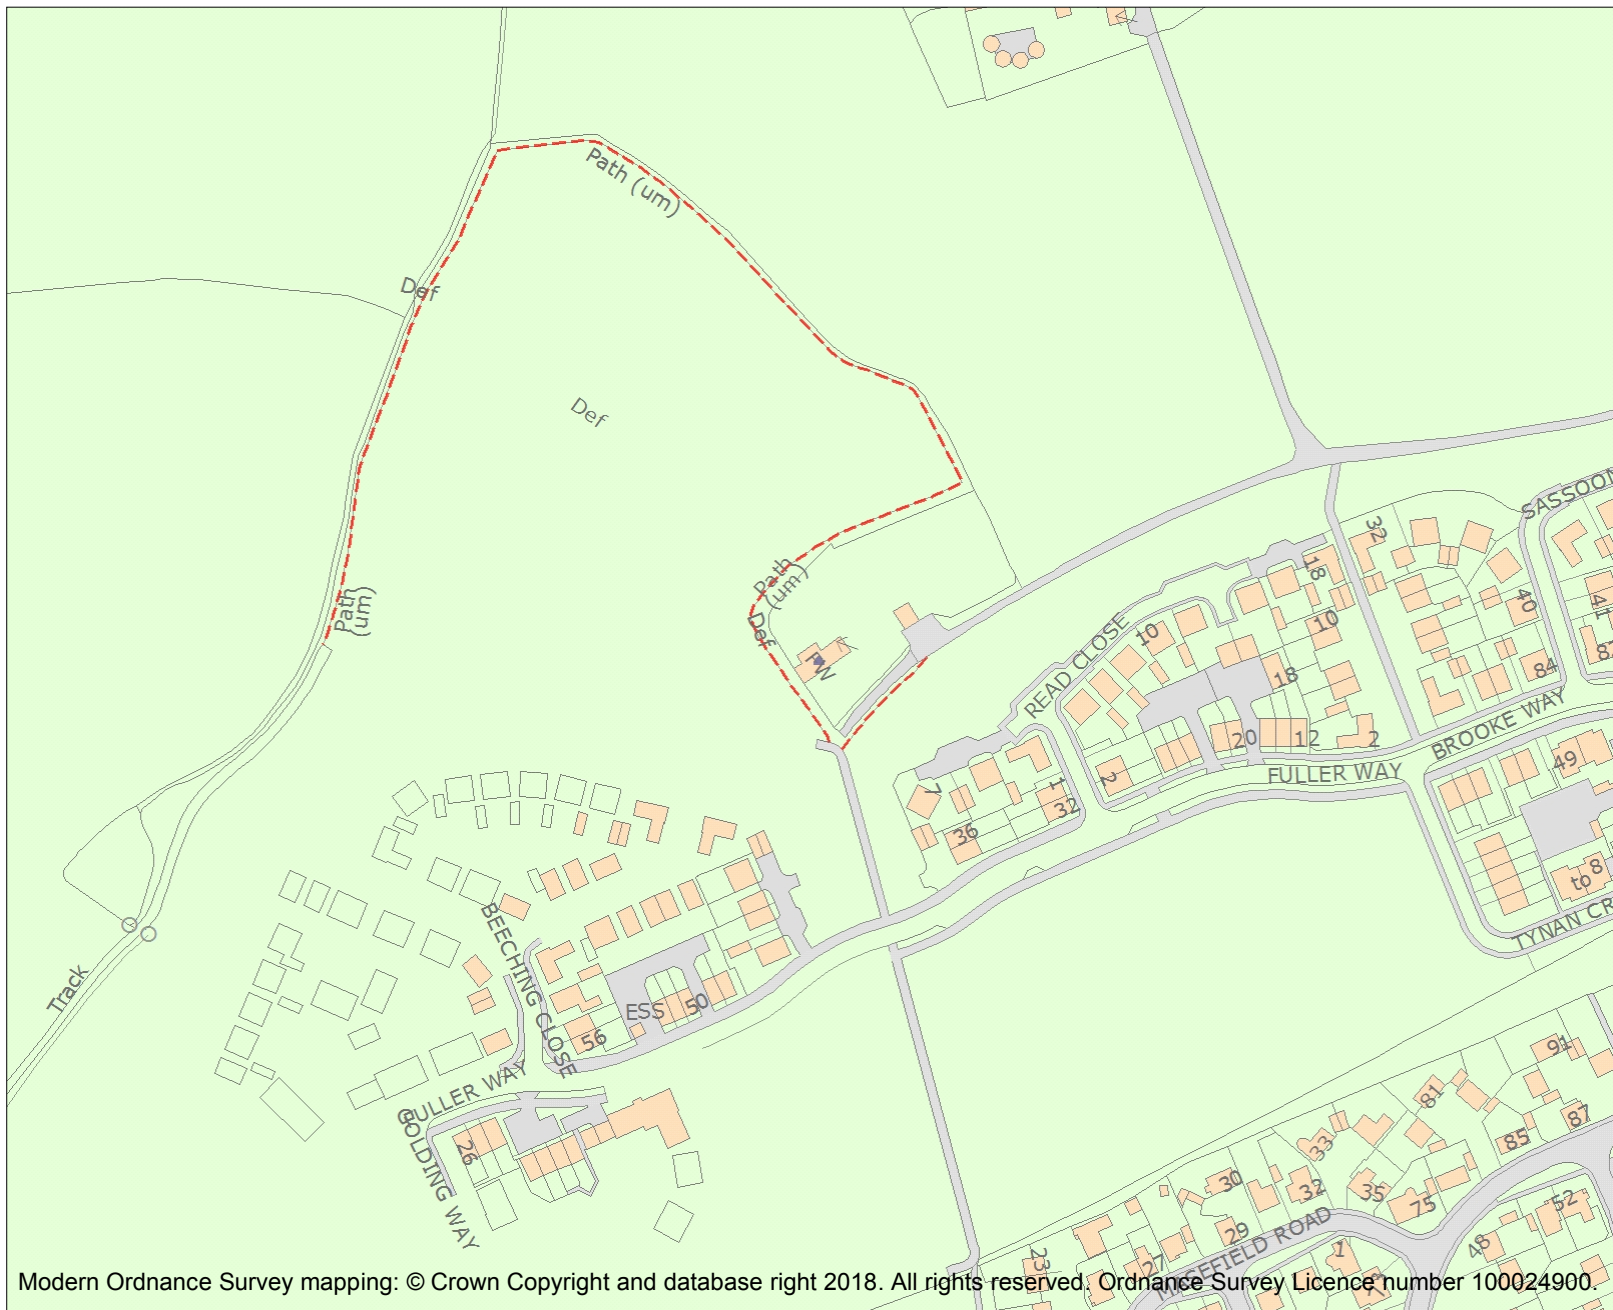 Path (um)
Def
Def
SASSOON
32
Path
(um)
18
Path
(um)
40
41
10
10
READ CLOSE
Def
PW
84
18
BROOKE WAY
20
12
2
49
FULLER WAY
7
1
2
32
36
8
to
BEECHING CLOSE
TYNAN CR
Track
ESS
50
56
91
FULLER WAY
81
GOLDING WAY
87
33
85
26
30
32
35
75
52
29
MASEFIELD ROAD
48
1
23
27
Modern Ordnance Survey mapping: © Crown Copyright and database right 2018. All rights reserved. Ordnance Survey Licence number 100024900.